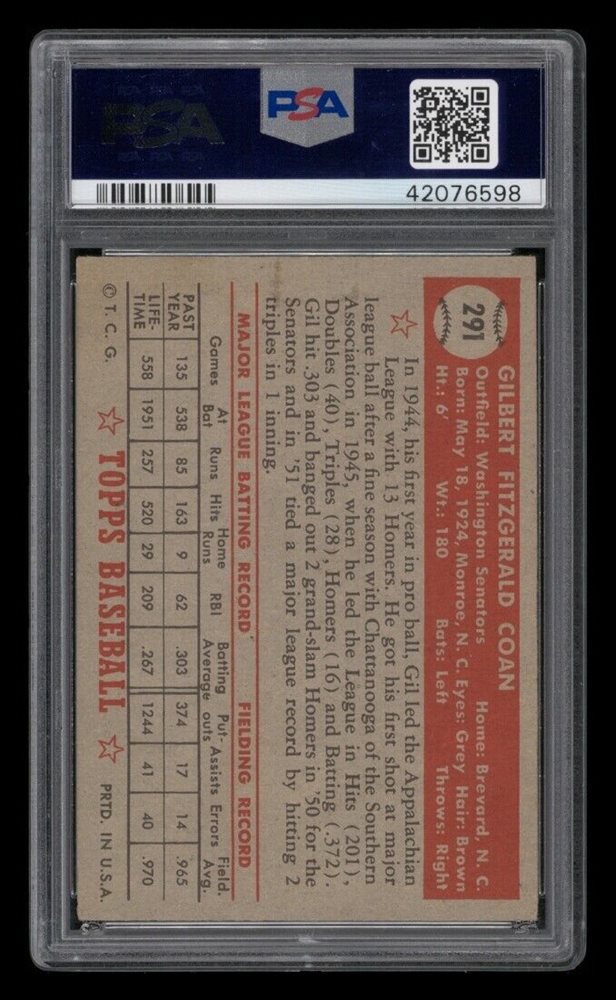 PSA
PSA
42076598
291
GILBERT FITZGERALD COAN
Outfield: Washington Senators Home: Brevard, N. C.
Born: May 18, 1924, Monroe, N. C. Eyes: Grey Hair: Brown
Ht.: 6' Wt.: 180 Bats: Left Throws: Right
In 1944, his first year in pro ball, Gil led the Appalachian
League with 13 Homers. He got his first shot at major
league ball after a fine season with Chattanooga of the Southern
Association in 1945, when he led the League in Hits (201),
Doubles (40), Triples (28), Homers (16) and Batting (.372).
Gil hit .303 and banged out 2 grand-slam Homers in '50 for the
Senators and in '51 tied a major league record by hitting 2
triples in 1 inning.
MAJOR LEAGUE BATTING RECORD FIELDING RECORD
Games At Bat Runs Hits Home Runs RBI Batting Average Put-outs Assists Errors Field. Avg.
PAST YEAR 135 538 85 163 9 62 .303 374 17 14 .965
LIFE-TIME 558 1951 257 520 29 209 .267 1244 41 40 .970
© T. C. G. ☆ TOPPS BASEBALL ☆ PRTD. IN U.S.A.